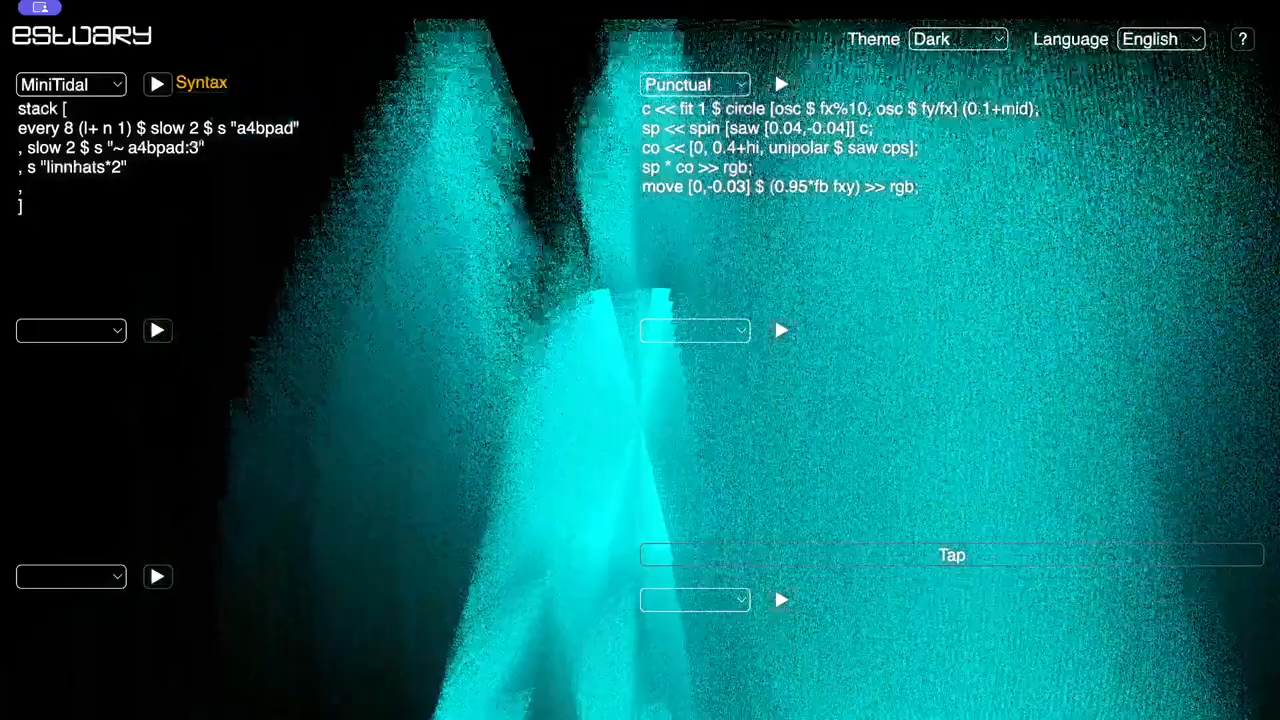 estuary
Theme Dark Language English ?
MiniTidal Syntax
stack [
every 8 (|+ n 1) $ slow 2 $ s "a4bpad"
, slow 2 $ s "~ a4bpad:3"
, s "linnhats*2"
,
]
Punctual
c << fit 1 $ circle [osc $ fx%10, osc $ fy/fx] (0.1+mid);
sp << spin [saw [0.04,-0.04]] c;
co << [0, 0.4+hi, unipolar $ saw cps];
sp * co >> rgb;
move [0,-0.03] $ (0.95*fb fxy) >> rgb;
Tap